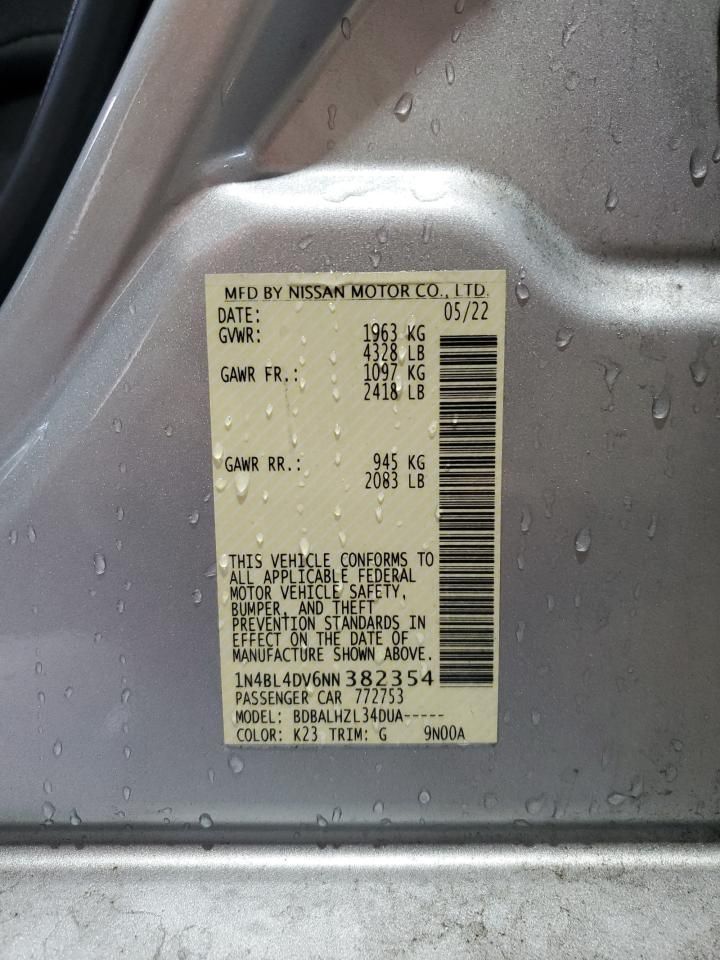 MFD BY NISSAN MOTOR CO., LTD.
DATE: 05/22
GVWR: 1963 KG
4328 LB
GAWR FR.: 1097 KG
2418 LB
GAWR RR.: 945 KG
2083 LB
THIS VEHICLE CONFORMS TO
ALL APPLICABLE FEDERAL
MOTOR VEHICLE SAFETY,
BUMPER, AND THEFT
PREVENTION STANDARDS IN
EFFECT ON THE DATE OF
MANUFACTURE SHOWN ABOVE.
1N4BL4DV6NN382354
PASSENGER CAR 772753
MODEL: BDBALHZL34DUA-----
COLOR: K23 TRIM: G 9N00A